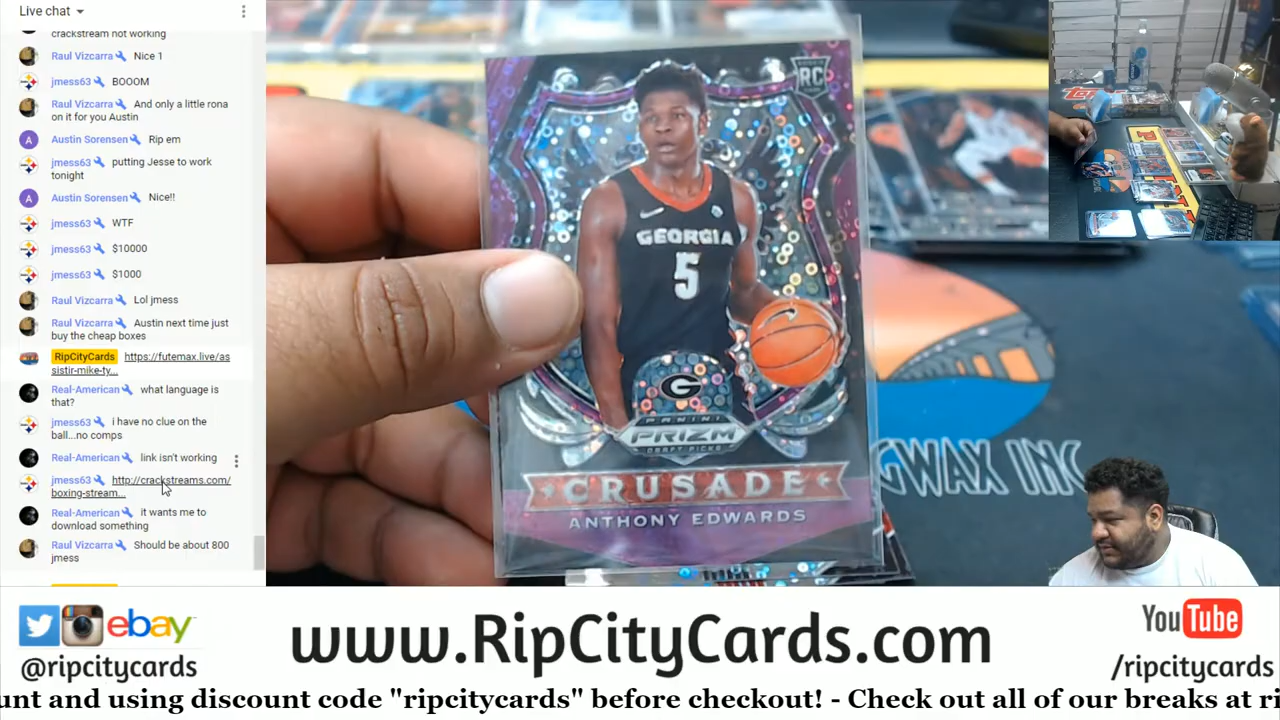 Live chat
crackstream not working
Raul Vizcarra Nice 1
jmess63 BOOOM
Raul Vizcarra And only a little rona
on it for you Austin
A Austin Sorensen Rip em
jmess63 putting Jesse to work
tonight
A Austin Sorensen Nice!!
jmess63 WTF
jmess63 $10000
jmess63 $1000
Raul Vizcarra Lol jmess
Raul Vizcarra Austin next time just
buy the cheap boxes
RipCityCards https://futemax.live/as
sistir-mike-ty...
Real-American what language is
that?
jmess63 i have no clue on the
ball...no comps
Real-American link isn't working
jmess63 http://crackstreams.com/
boxing-stream...
Real-American it wants me to
download something
Raul Vizcarra Should be about 800
jmess
RC
GEORGIA
5
G
PANINI
PRIZM
DRAFT PICKS
CRUSADE
ANTHONY EDWARDS
GWAX INC
ebay
@ripcitycards
www.RipCityCards.com
YouTube
/ripcitycards
unt and using discount code "ripcitycards" before checkout! - Check out all of our breaks at ri